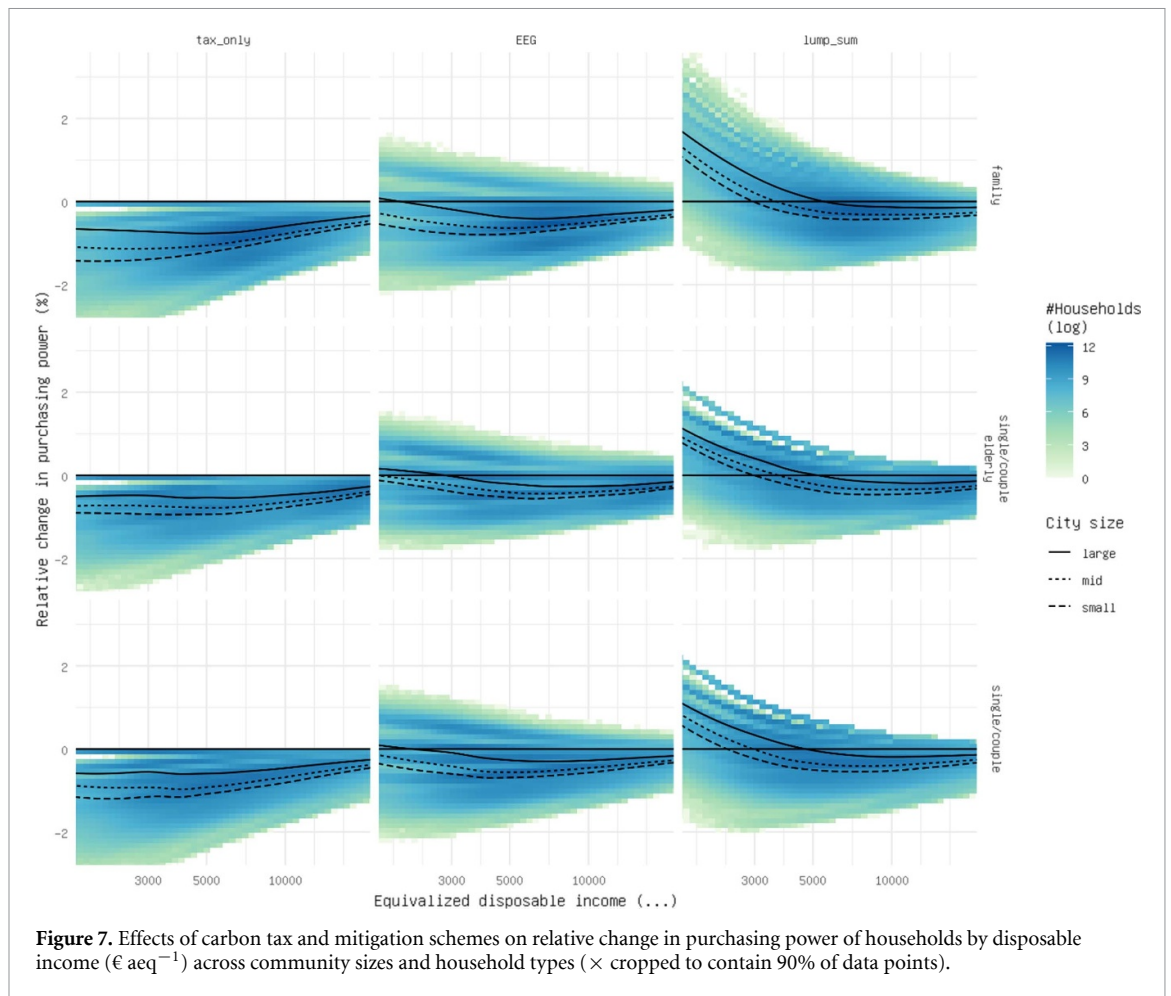 tax_only EEG lump_sum
2
0
-2
family
2
0
-2
single/couple
elderly
2
0
-2
single/couple
Relative change in purchasing power (%)
3000 5000 10000 3000 5000 10000 3000 5000 10000
Equivalized disposable income (...)
#Households
(log)
12
9
6
3
0
City size
large
mid
small
Figure 7. Effects of carbon tax and mitigation schemes on relative change in purchasing power of households by disposable
income (€ aeq⁻¹) across community sizes and household types (× cropped to contain 90% of data points).